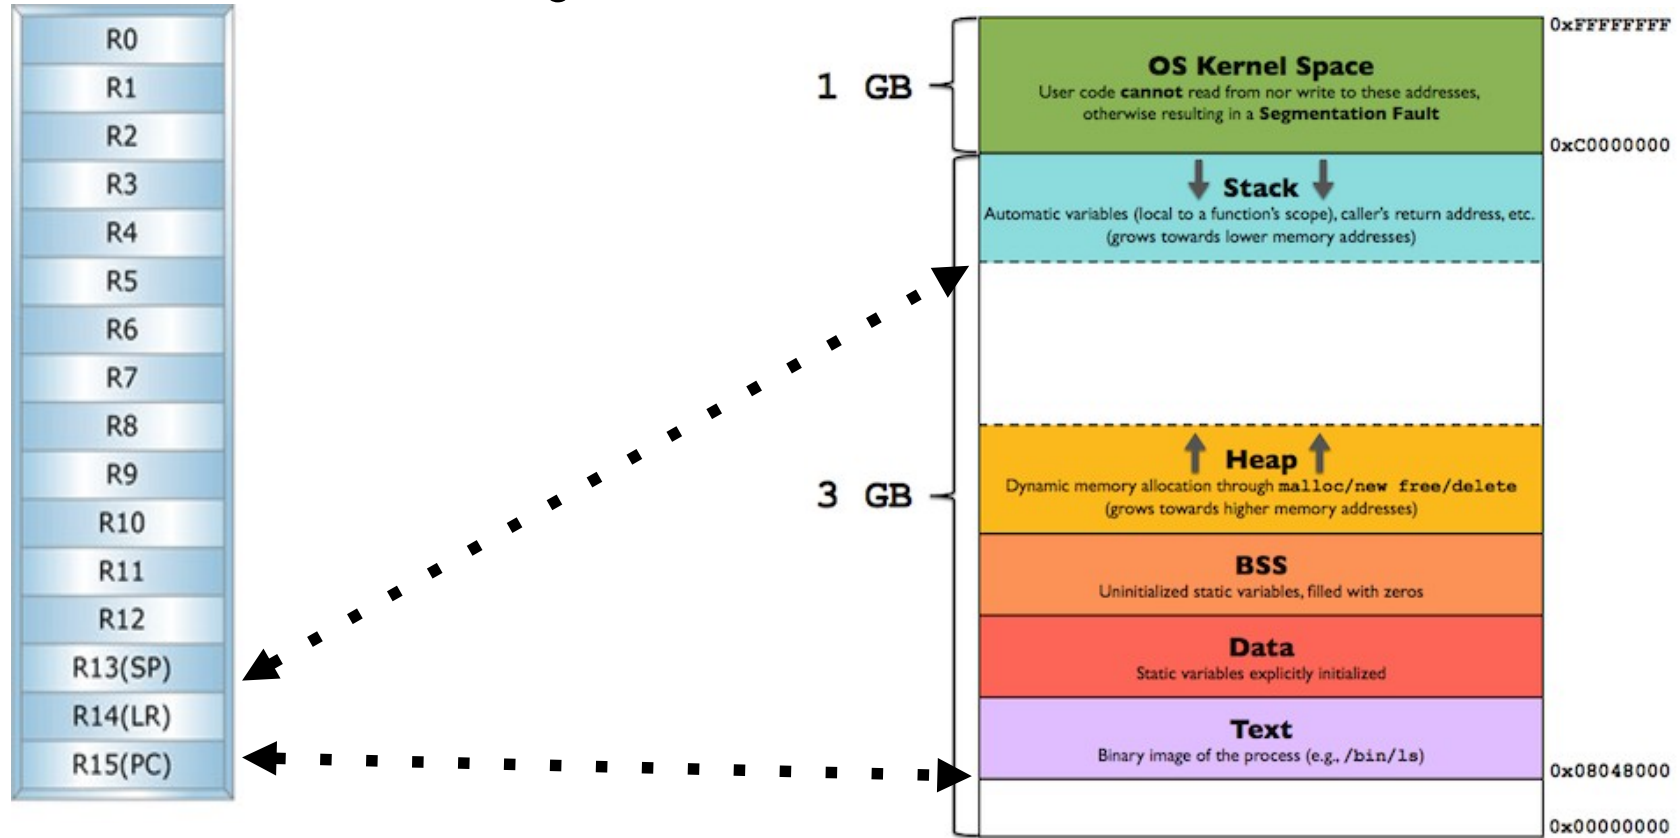 R0
R1
R2
R3
R4
R5
R6
R7
R8
R9
R10
R11
R12
R13(SP)
R14(LR)
R15(PC)
1 GB
3 GB
OS Kernel Space
User code cannot read from nor write to these addresses,
otherwise resulting in a Segmentation Fault
Stack
Automatic variables (local to a function's scope), caller's return address, etc.
(grows towards lower memory addresses)
Heap
Dynamic memory allocation through malloc/new free/delete
(grows towards higher memory addresses)
BSS
Uninitialized static variables, filled with zeros
Data
Static variables explicitly initialized
Text
Binary image of the process (e.g., /bin/ls)
0xFFFFFFFF
0xC0000000
0x08048000
0x00000000